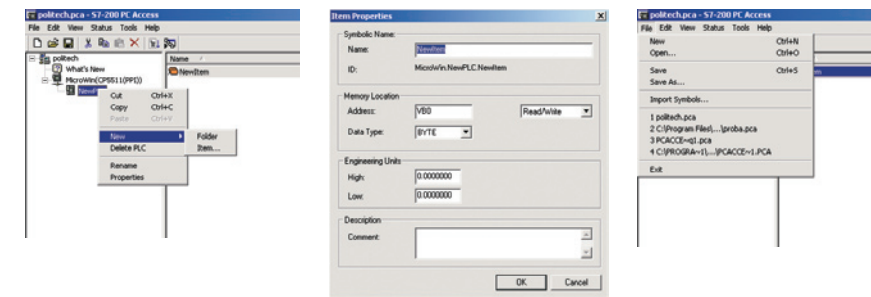 politech.pca - S7-200 PC Access
File Edit View Status Tools Help
politech
What's New
MicroWin(CP5511(PPI))
Name
NewItem
Cut Ctrl+X
Copy Ctrl+C
Paste Ctrl+V
New
Delete PLC
Rename
Properties
Folder
Item...
Item Properties
Symbolic Name:
Name: NewItem
ID: MicroWin.NewPLC.NewItem
Memory Location
Address: VB0 Read/Write
Data Type: BYTE
Engineering Units
High: 0.0000000
Low: 0.0000000
Description
Comment:
OK Cancel
politech.pca - S7-200 PC Access
File Edit View Status Tools Help
New Ctrl+N
Open... Ctrl+O
Save Ctrl+S
Save As...
Import Symbols...
1 politech.pca
2 C:\Program Files\...\proba.pca
3 PCACCE~q1.pca
4 C:\PROGRA~1\...\PCACCE~1.PCA
Exit